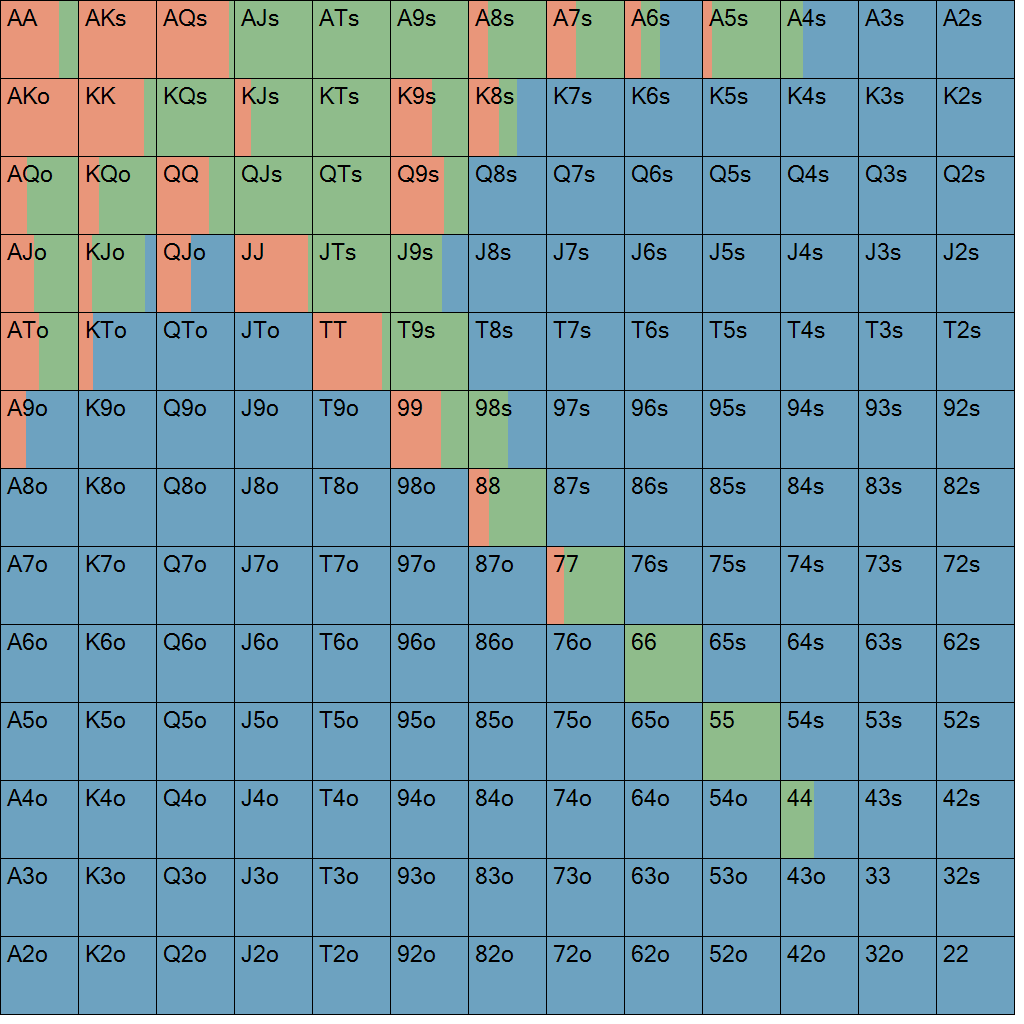 AA AKs AQs AJs ATs A9s A8s A7s A6s A5s A4s A3s A2s
AKo KK KQs KJs KTs K9s K8s K7s K6s K5s K4s K3s K2s
AQo KQo QQ QJs QTs Q9s Q8s Q7s Q6s Q5s Q4s Q3s Q2s
AJo KJo QJo JJ JTs J9s J8s J7s J6s J5s J4s J3s J2s
ATo KTo QTo JTo TT T9s T8s T7s T6s T5s T4s T3s T2s
A9o K9o Q9o J9o T9o 99 98s 97s 96s 95s 94s 93s 92s
A8o K8o Q8o J8o T8o 98o 88 87s 86s 85s 84s 83s 82s
A7o K7o Q7o J7o T7o 97o 87o 77 76s 75s 74s 73s 72s
A6o K6o Q6o J6o T6o 96o 86o 76o 66 65s 64s 63s 62s
A5o K5o Q5o J5o T5o 95o 85o 75o 65o 55 54s 53s 52s
A4o K4o Q4o J4o T4o 94o 84o 74o 64o 54o 44 43s 42s
A3o K3o Q3o J3o T3o 93o 83o 73o 63o 53o 43o 33 32s
A2o K2o Q2o J2o T2o 92o 82o 72o 62o 52o 42o 32o 22